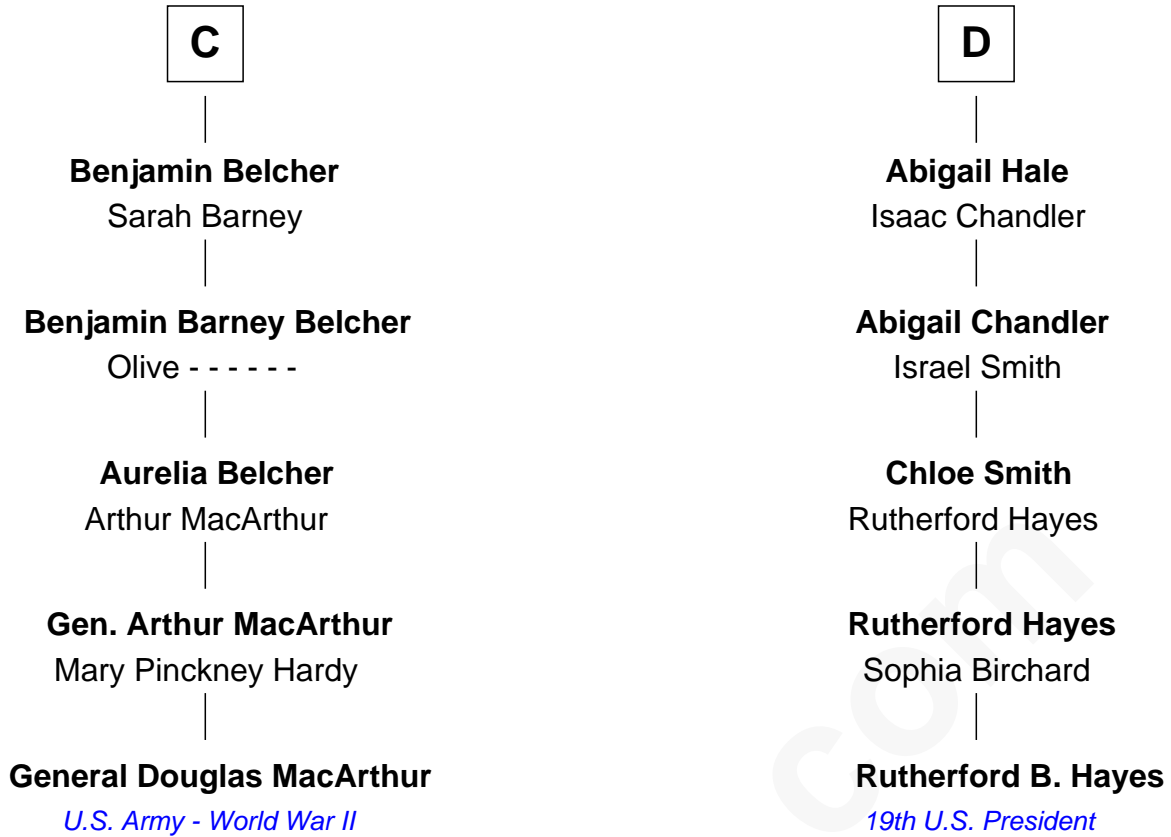 C
Benjamin Belcher
Sarah Barney
Benjamin Barney Belcher
Olive - - - - - -
Aurelia Belcher
Arthur MacArthur
Gen. Arthur MacArthur
Mary Pinckney Hardy
General Douglas MacArthur
U.S. Army - World War II
D
Abigail Hale
Isaac Chandler
Abigail Chandler
Israel Smith
Chloe Smith
Rutherford Hayes
Rutherford Hayes
Sophia Birchard
Rutherford B. Hayes
19th U.S. President
com